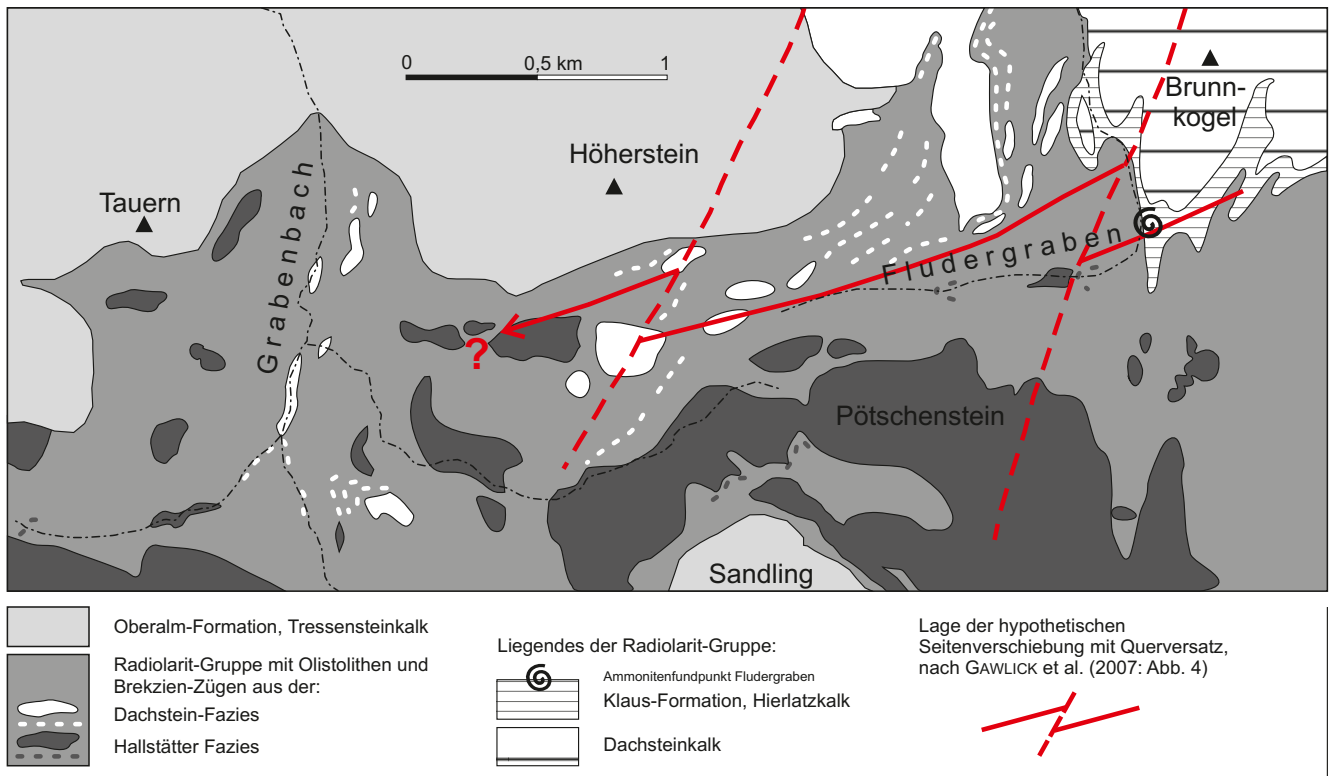 0
0,5 km
1
Brunn-
kogel
Höherstein
Tauern
Grabenbach
Fludergraben
?
Pötschenstein
Sandling
Oberalm-Formation, Tressensteinkalk
Radiolarit-Gruppe mit Olistolithen und
Brekzien-Zügen aus der:
Dachstein-Fazies
Hallstätter Fazies
Liegendes der Radiolarit-Gruppe:
Ammonitenfundpunkt Fludergraben
Klaus-Formation, Hierlatzkalk
Dachsteinkalk
Lage der hypothetischen
Seitenverschiebung mit Querversatz,
nach GAWLICK et al. (2007: Abb. 4)